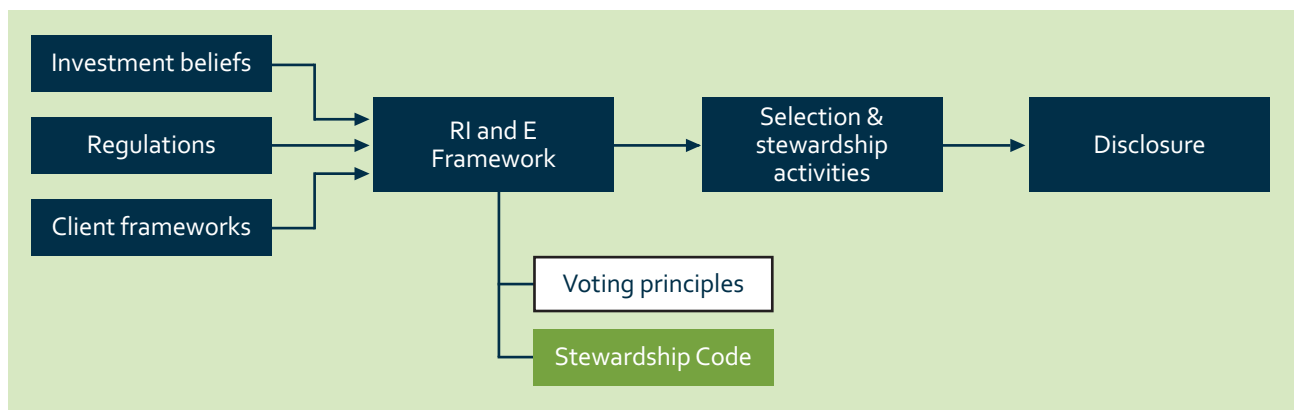 Investment beliefs
Regulations
Client frameworks
RI and E
Framework
Selection &
stewardship
activities
Disclosure
Voting principles
Stewardship Code